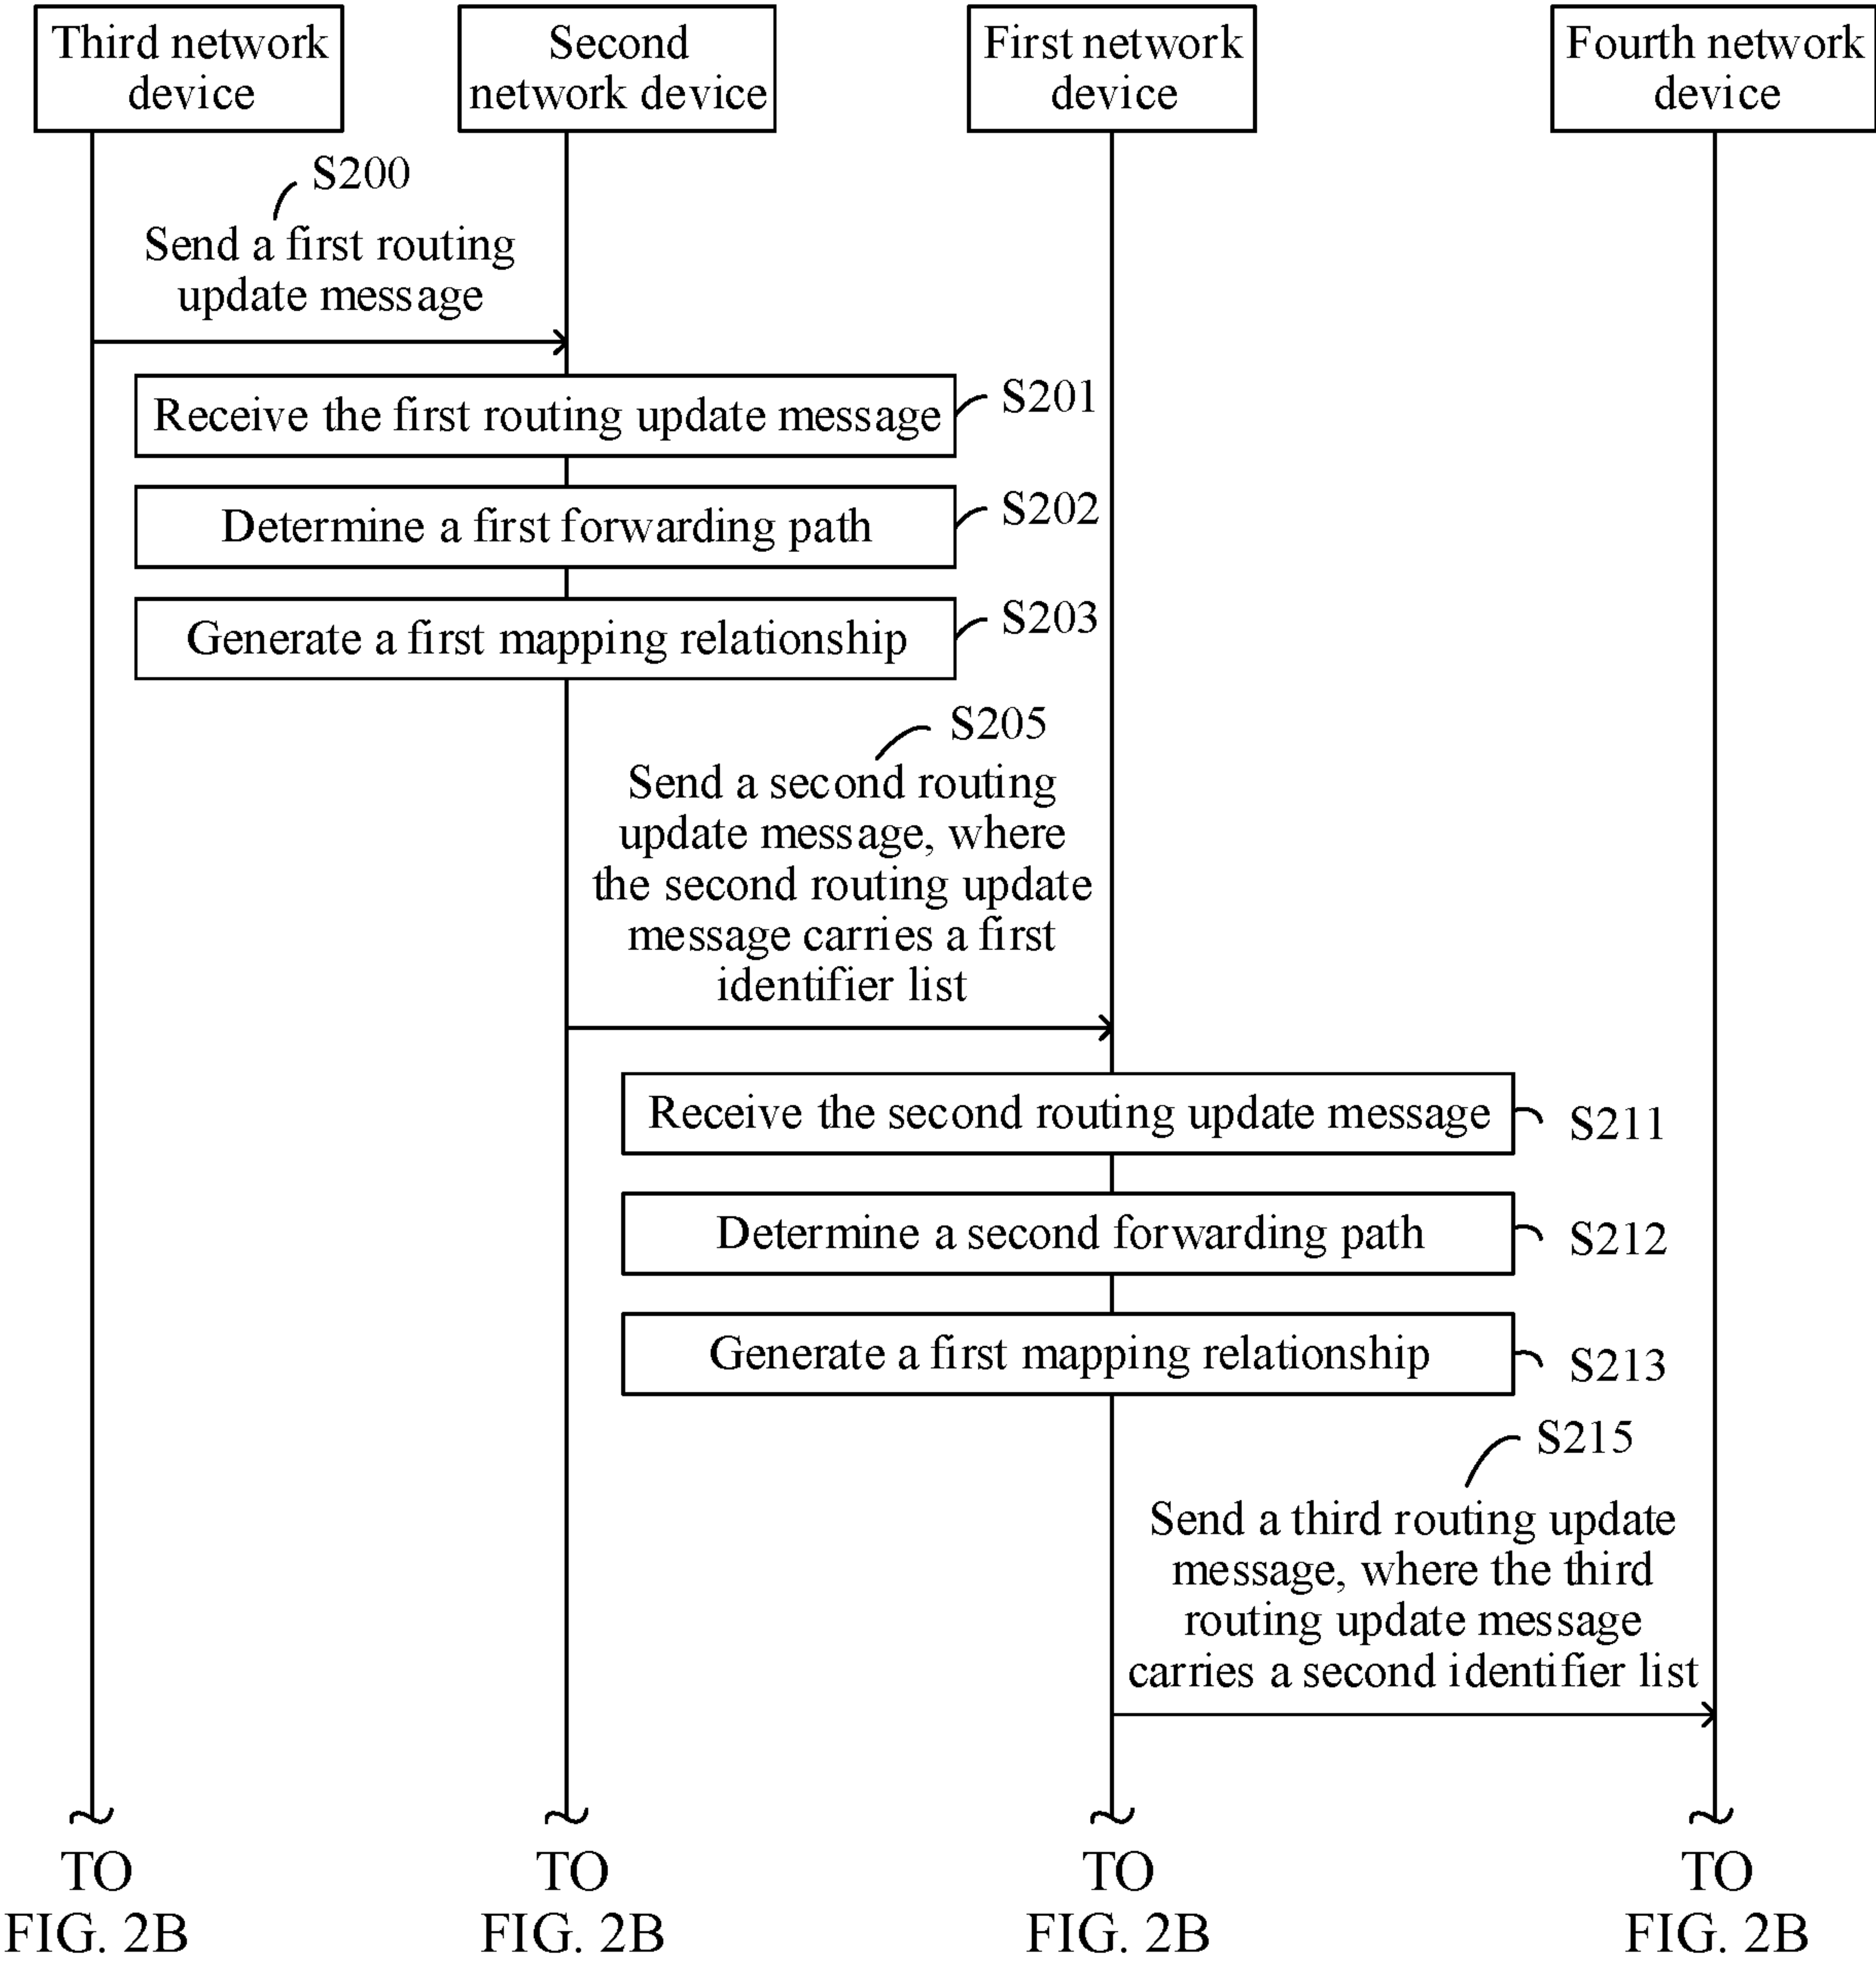 Third network
device
Second
network device
First network
device
Fourth network
device
S200
Send a first routing
update message
Receive the first routing update message
S201
Determine a first forwarding path
S202
Generate a first mapping relationship
S203
S205
Send a second routing
update message, where
the second routing update
message carries a first
identifier list
Receive the second routing update message
S211
Determine a second forwarding path
S212
Generate a first mapping relationship
S213
S215
Send a third routing update
message, where the third
routing update message
carries a second identifier list
TO
FIG. 2B
TO
FIG. 2B
TO
FIG. 2B
TO
FIG. 2B